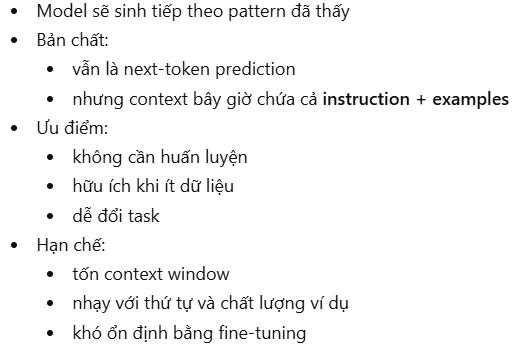 • Model sẽ sinh tiếp theo pattern đã thấy
• Bản chất:
• vẫn là next-token prediction
• nhưng context bây giờ chứa cả instruction + examples
• Ưu điểm:
• không cần huấn luyện
• hữu ích khi ít dữ liệu
• dễ đổi task
• Hạn chế:
• tốn context window
• nhạy với thứ tự và chất lượng ví dụ
• khó ổn định bằng fine-tuning